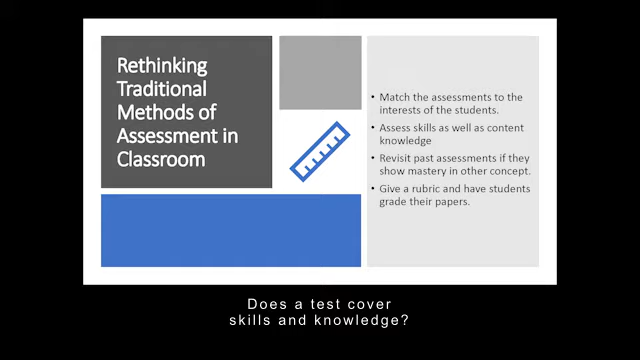 Rethinking
Traditional
Methods of
Assessment in
Classroom
• Match the assessments to the
interests of the students.
• Assess skills as well as content
knowledge
• Revisit past assessments if they
show mastery in other concept.
• Give a rubric and have students
grade their papers.
Does a test cover
skills and knowledge?